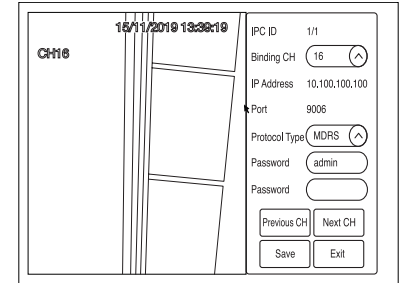 15/11/2019 13:39:19
CH16
IPC ID 1/1
Binding CH 16
IP Address 10.100.100.100
Port 9006
Protocol Type MDRS
Password admin
Password
Previous CH Next CH
Save Exit